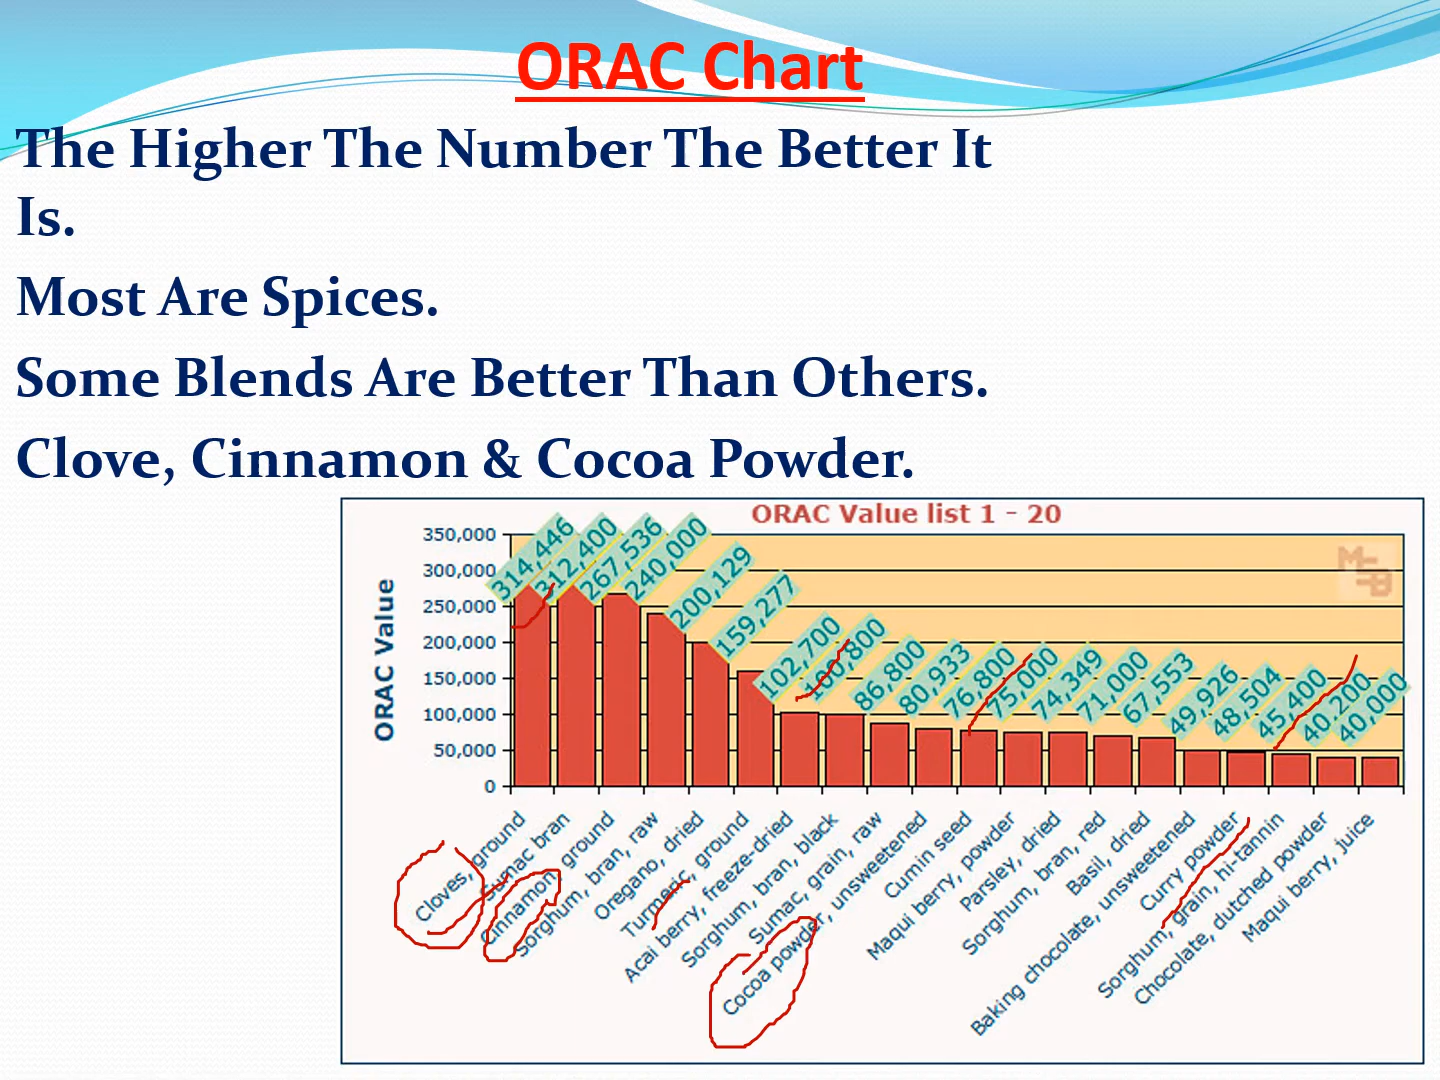 ORAC Chart
The Higher The Number The Better It
Is.
Most Are Spices.
Some Blends Are Better Than Others.
Clove, Cinnamon & Cocoa Powder.
ORAC Value list 1 - 20
MFB
ORAC Value
350,000
300,000
250,000
200,000
150,000
100,000
50,000
0
314,446
312,400
267,536
240,000
200,129
159,277
102,700
100,800
86,800
80,933
76,800
75,000
74,349
71,000
67,553
49,926
48,504
45,400
40,200
40,000
Cloves, ground
Sumac bran
Cinnamon, ground
Sorghum, bran, raw
Oregano, dried
Turmeric, ground
Acai berry, freeze-dried
Sorghum, bran, black
Sumac, grain, raw
Cocoa powder, unsweetened
Cumin seed
Maqui berry, powder
Parsley, dried
Sorghum, bran, red
Basil, dried
Baking chocolate, unsweetened
Curry powder
Sorghum, grain, hi-tannin
Chocolate, dutched powder
Maqui berry, juice